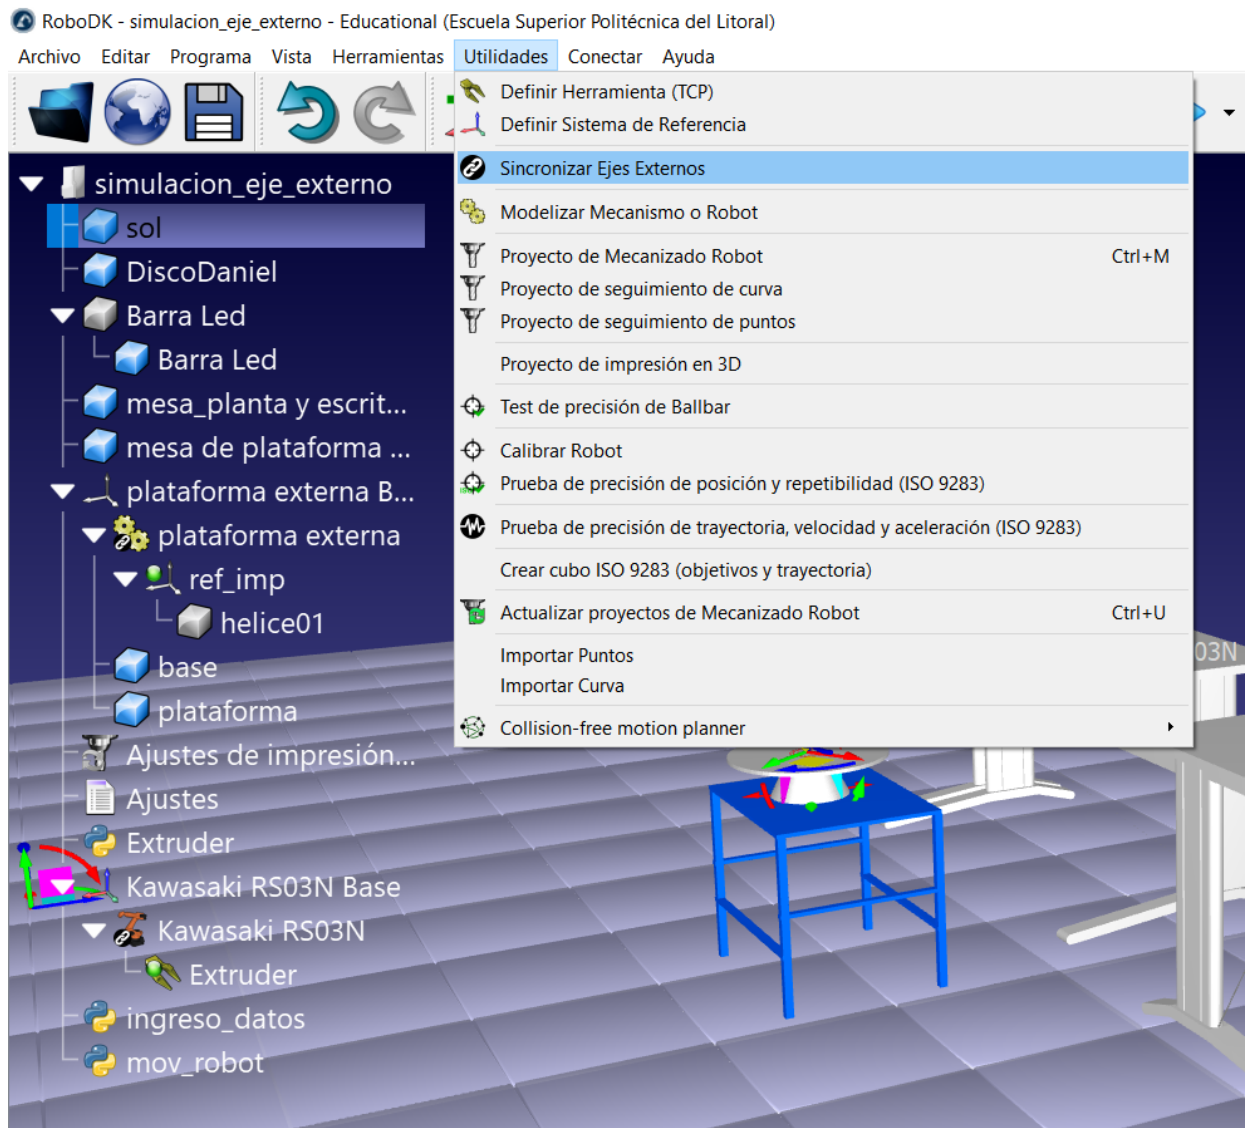 RoboDK - simulacion_eje_externo - Educational (Escuela Superior Politécnica del Litoral)
Archivo Editar Programa Vista Herramientas Utilidades Conectar Ayuda
Definir Herramienta (TCP)
Definir Sistema de Referencia
Sincronizar Ejes Externos
Modelizar Mecanismo o Robot
Proyecto de Mecanizado Robot Ctrl+M
Proyecto de seguimiento de curva
Proyecto de seguimiento de puntos
Proyecto de impresión en 3D
Test de precisión de Ballbar
Calibrar Robot
Prueba de precisión de posición y repetibilidad (ISO 9283)
Prueba de precisión de trayectoria, velocidad y aceleración (ISO 9283)
Crear cubo ISO 9283 (objetivos y trayectoria)
Actualizar proyectos de Mecanizado Robot Ctrl+U
Importar Puntos
Importar Curva
Collision-free motion planner
simulacion_eje_externo
sol
DiscoDaniel
Barra Led
Barra Led
mesa_planta y escrit...
mesa de plataforma ...
plataforma externa B...
plataforma externa
ref_imp
helice01
base
plataforma
Ajustes de impresión...
Ajustes
Extruder
Kawasaki RS03N Base
Kawasaki RS03N
Extruder
ingreso_datos
mov_robot
03N